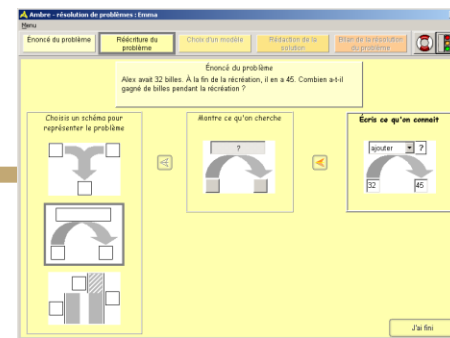 Ambre - résolution de problèmes : Emma
Menu
Énoncé du problème
Réécriture du
problème
Choix d'un modèle
Rédaction de la
solution
Bilan de la résolution
du problème
Énoncé du problème
Alex avait 32 billes. À la fin de la récréation, il en a 45. Combien a-t-il
gagné de billes pendant la récréation ?
Choisis un schéma pour
représenter le problème
Montre ce qu'on cherche
?
Écris ce qu'on connait
ajouter ?
32 45
J'ai fini